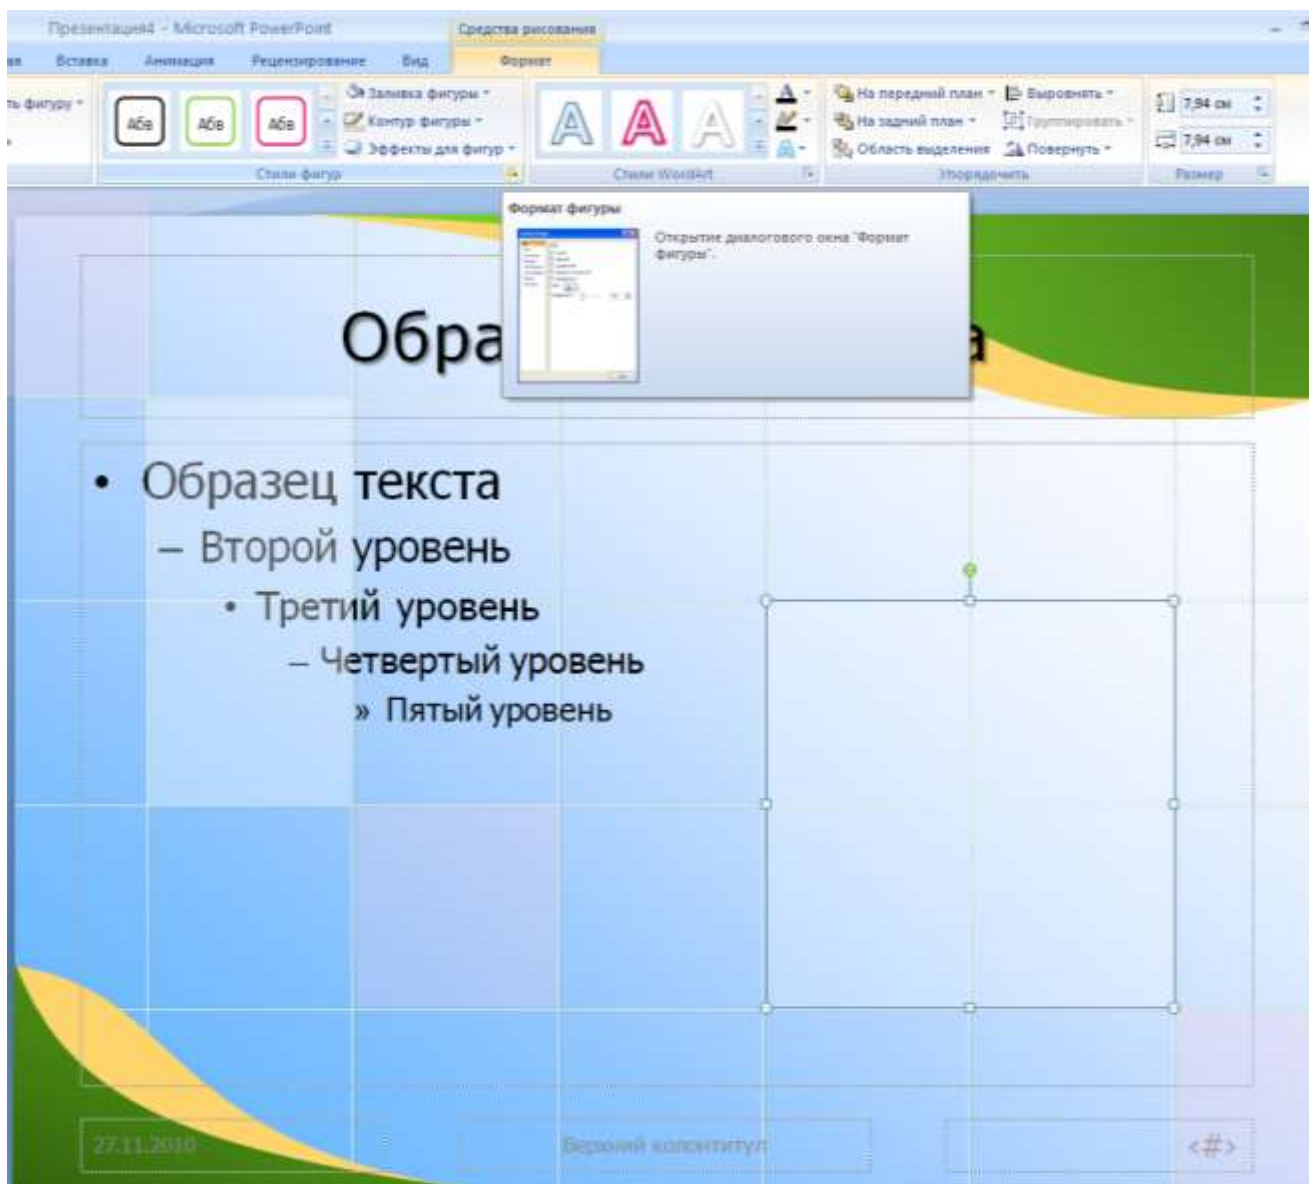 Презентация4 - Microsoft PowerPoint
Средства рисования
Вставка Анимация Рецензирование Вид Формат
ть фигуру
Абв Абв Абв
Заливка фигуры
Контур фигуры
Эффекты для фигур
Стили фигур
A A A
A
A
Стили WordArt
На передний план
На задний план
Область выделения
Выровнять
Группировать
Повернуть
Упорядочить
7,94 см
7,94 см
Размер
Формат фигуры
Открытие диалогового окна "Формат
фигуры".
Обра а
• Образец текста
– Второй уровень
• Третий уровень
– Четвертый уровень
» Пятый уровень
27.11.2010
Верхний колонтитул
<#>